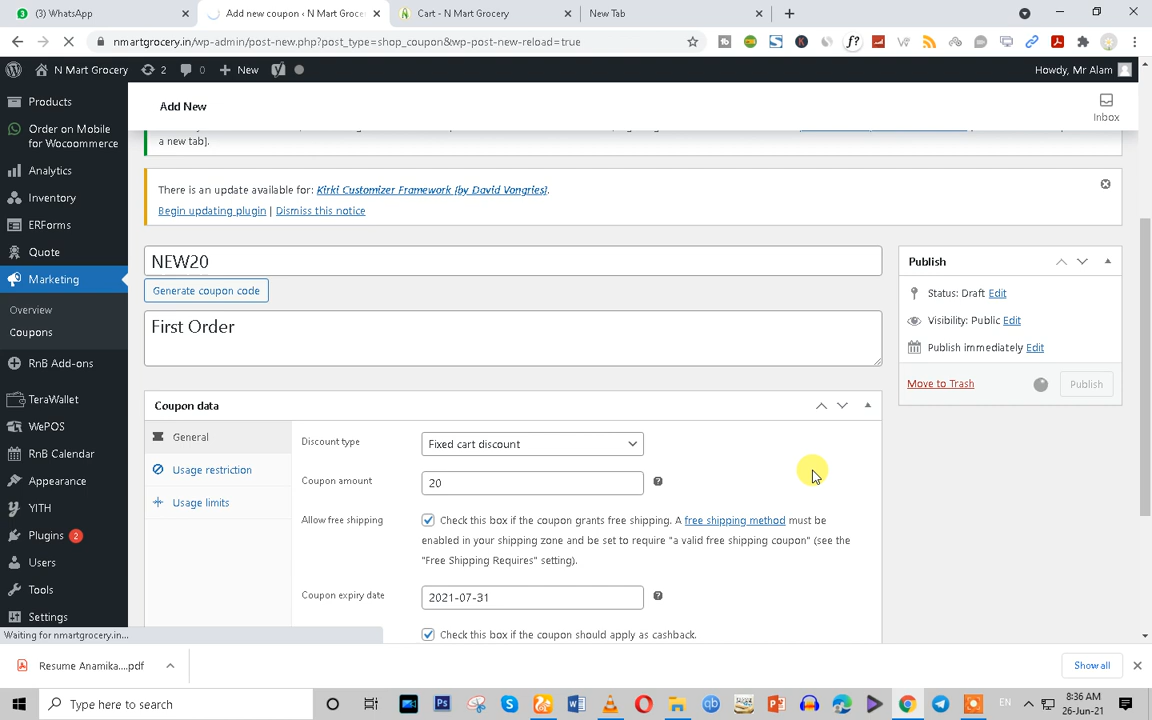 3 (3) WhatsApp
Add new coupon ‹ N Mart Grocer
Cart - N Mart Grocery
New Tab
nmartgrocery.in/wp-admin/post-new.php?post_type=shop_coupon&wp-post-new-reload=true
N Mart Grocery
2
0
New
Howdy, Mr Alam
Products
Order on Mobile
for Wocoommerce
Analytics
Inventory
ERForms
Quote
Marketing
Overview
Coupons
RnB Add-ons
TeraWallet
WePOS
RnB Calendar
Appearance
YITH
Plugins 2
Users
Tools
Settings
Waiting for nmartgrocery.in...
Add New
Inbox
a new tab].
There is an update available for: Kirki Customizer Framework (by David Vongries).
Begin updating plugin | Dismiss this notice
NEW20
Generate coupon code
First Order
Publish
Status: Draft Edit
Visibility: Public Edit
Publish immediately Edit
Move to Trash
Publish
Coupon data
General
Usage restriction
Usage limits
Discount type
Fixed cart discount
Coupon amount
20
Allow free shipping
Check this box if the coupon grants free shipping. A free shipping method must be
enabled in your shipping zone and be set to require "a valid free shipping coupon" (see the
"Free Shipping Requires" setting).
Coupon expiry date
2021-07-31
Check this box if the coupon should apply as cashback.
Resume Anamika....pdf
Show all
Type here to search
EN
8:36 AM
26-Jun-21